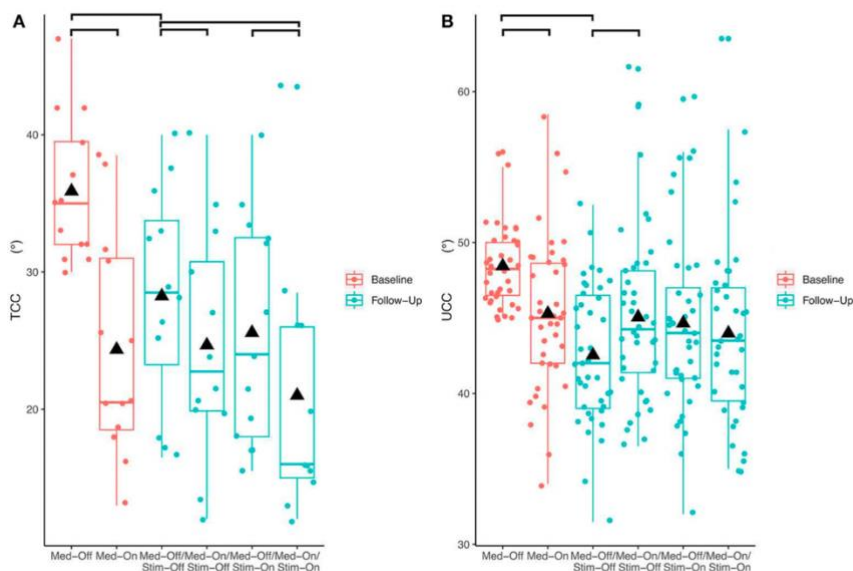 A
TCC (°)
40
30
20
Med-Off Med-On Med-Off/Med-On/Med-Off/Med-On/
Stim-Off Stim-Off Stim-On Stim-On
Baseline
Follow-Up
B
UCC (°)
60
50
40
30
Med-Off Med-On Med-Off/Med-On/Med-Off/Med-On/
Stim-Off Stim-Off Stim-On Stim-On
Baseline
Follow-Up